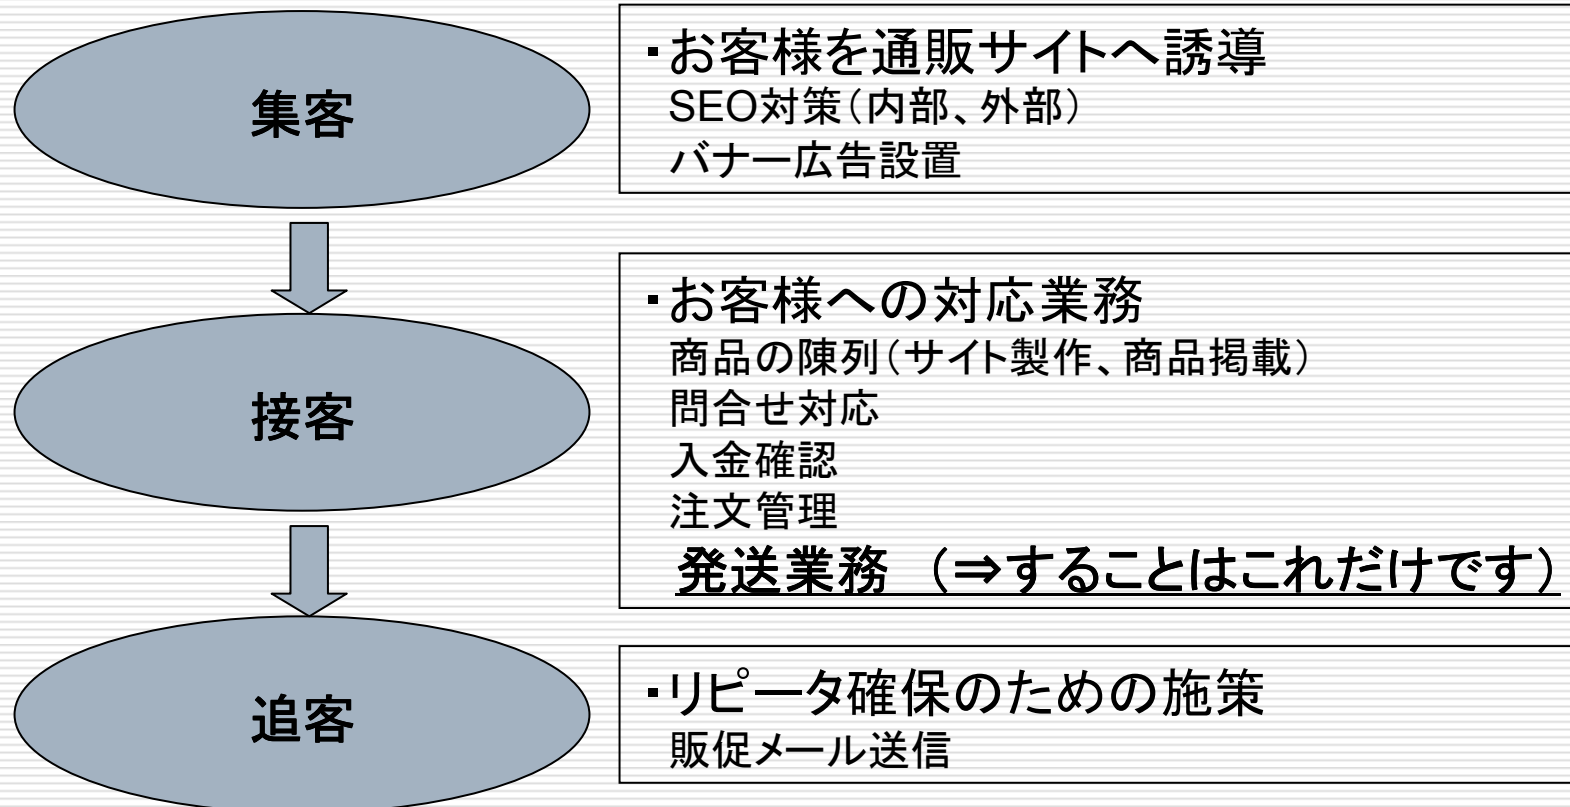 集客
・お客様を通販サイトへ誘導
SEO対策（内部、外部）
バナー広告設置
接客
・お客様への対応業務
商品の陳列（サイト製作、商品掲載）
問合せ対応
入金確認
注文管理
発送業務　（⇒することはこれだけです）
追客
・リピータ確保のための施策
販促メール送信